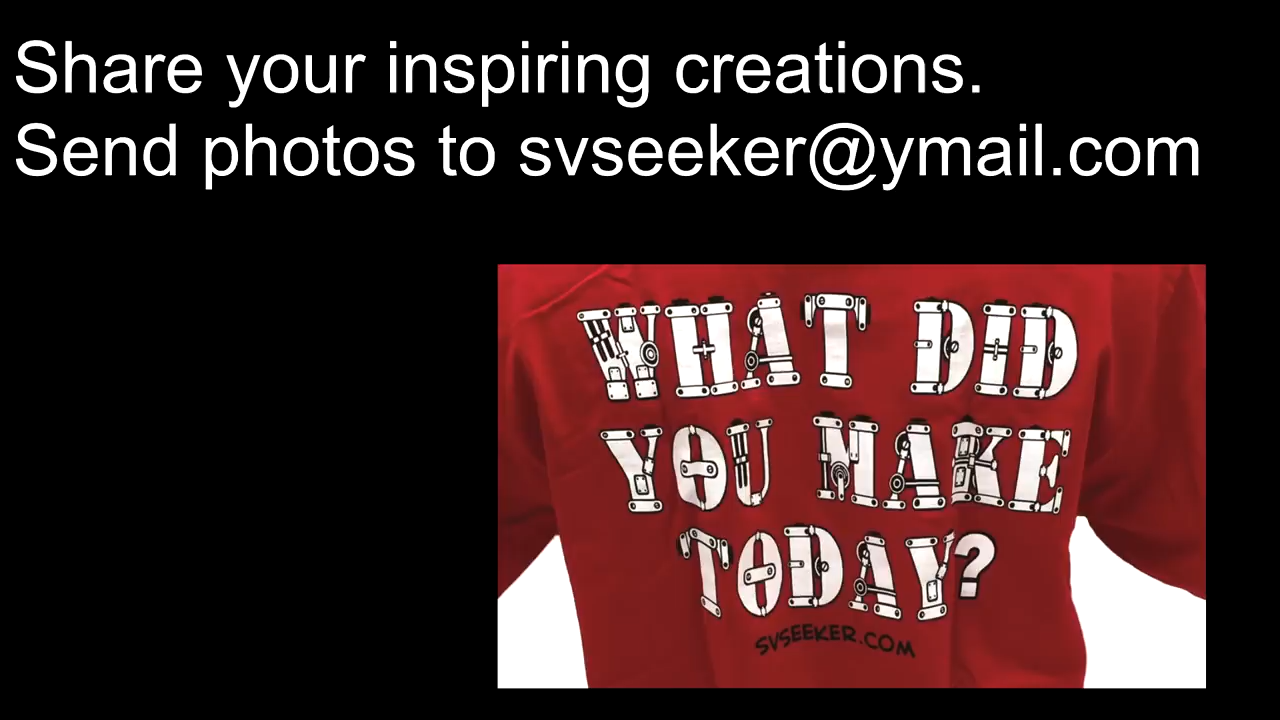 Share your inspiring creations.
Send photos to svseeker@ymail.com
WHAT DID
YOU MAKE
TODAY?
SVSEEKER.COM